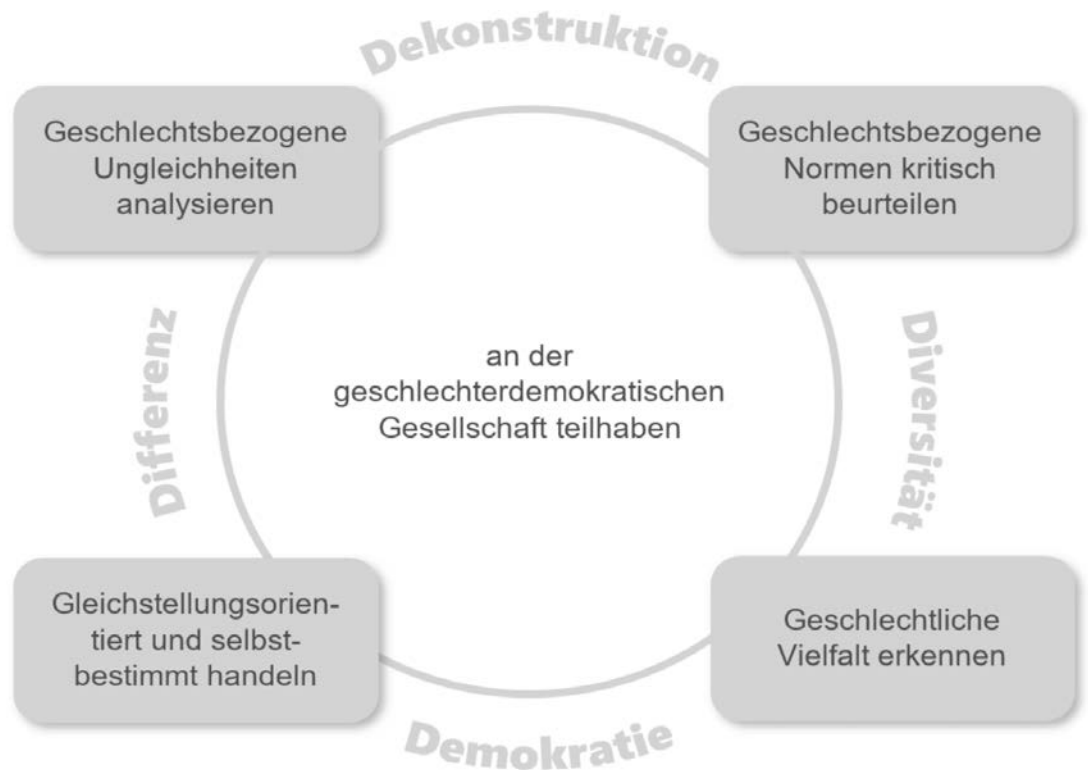 Dekonstruktion
Geschlechtsbezogene
Ungleichheiten
analysieren
Geschlechtsbezogene
Normen kritisch
beurteilen
Differenz
an der
geschlechterdemokratischen
Gesellschaft teilhaben
Diversität
Gleichstellungsorien-
tiert und selbst-
bestimmt handeln
Geschlechtliche
Vielfalt erkennen
Demokratie